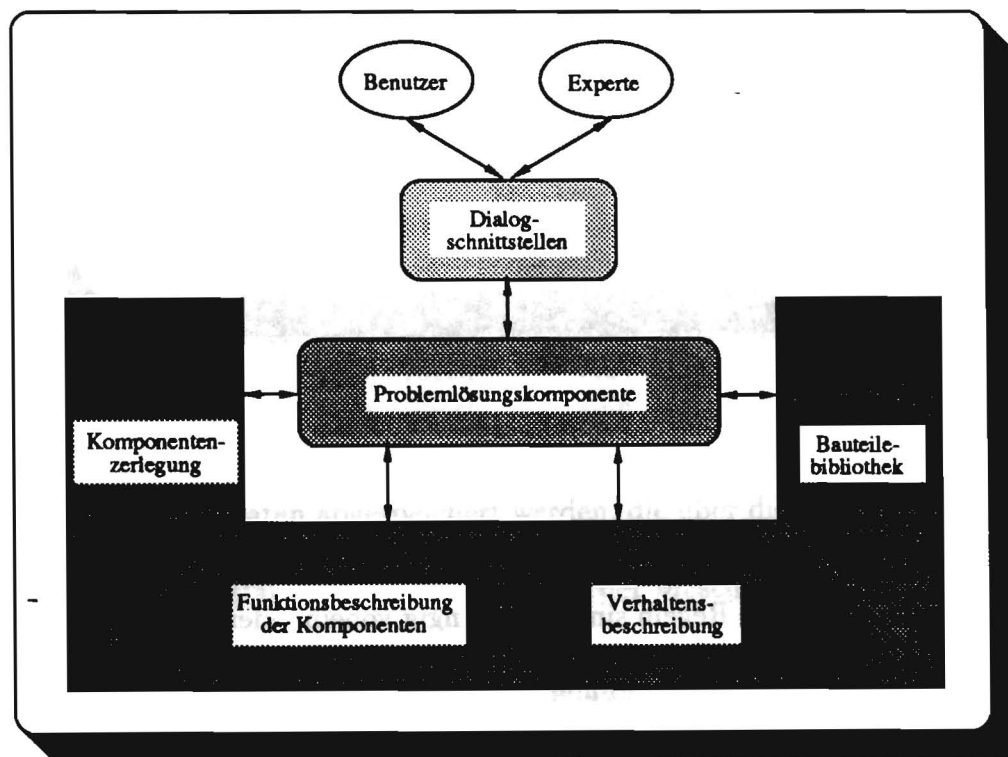 Benutzer
Experte
Dialog-
schnittstellen
Problemlösungskomponente
Komponenten-
zerlegung
Bauteile-
bibliothek
Funktionsbeschreibung
der Komponenten
Verhaltens-
beschreibung